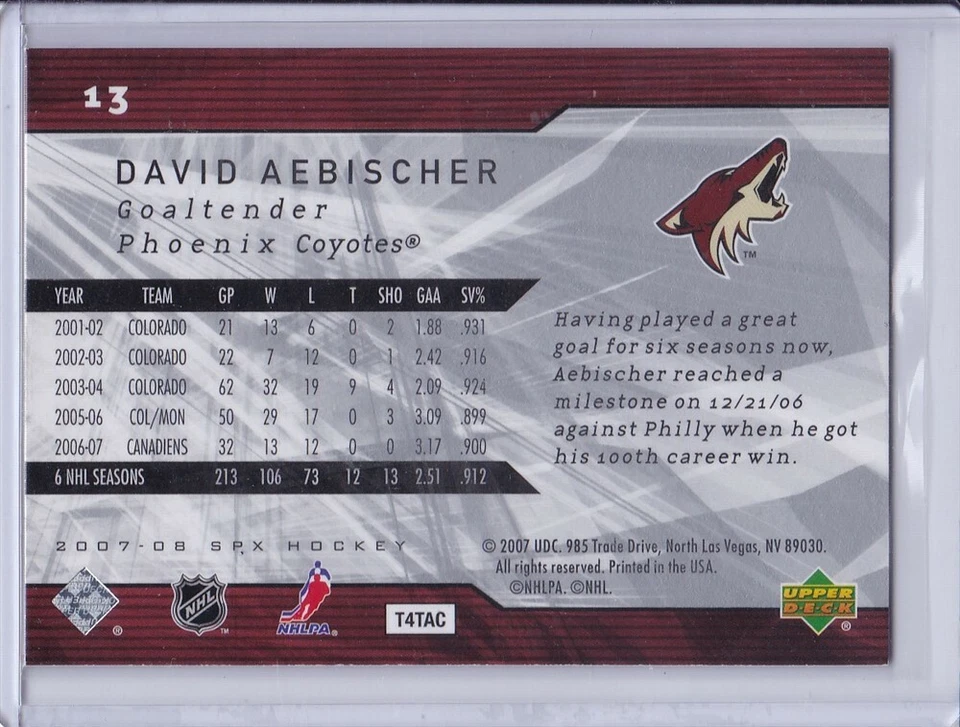 13
DAVID AEBISCHER
Goaltender
Phoenix Coyotes®
TM
YEAR TEAM GP W L T SHO GAA SV%
2001-02 COLORADO 21 13 6 0 2 1.88 .931
2002-03 COLORADO 22 7 12 0 1 2.42 .916
2003-04 COLORADO 62 32 19 9 4 2.09 .924
2005-06 COL/MON 50 29 17 0 3 3.09 .899
2006-07 CANADIENS 32 13 12 0 0 3.17 .900
6 NHL SEASONS 213 106 73 12 13 2.51 .912
Having played a great
goal for six seasons now,
Aebischer reached a
milestone on 12/21/06
against Philly when he got
his 100th career win.
2007-08 SPX HOCKEY
© 2007 UDC. 985 Trade Drive, North Las Vegas, NV 89030.
All rights reserved. Printed in the USA.
©NHLPA. ©NHL.
®
NHL
TM
NHLPA®
T4TAC
UPPER
DECK
®